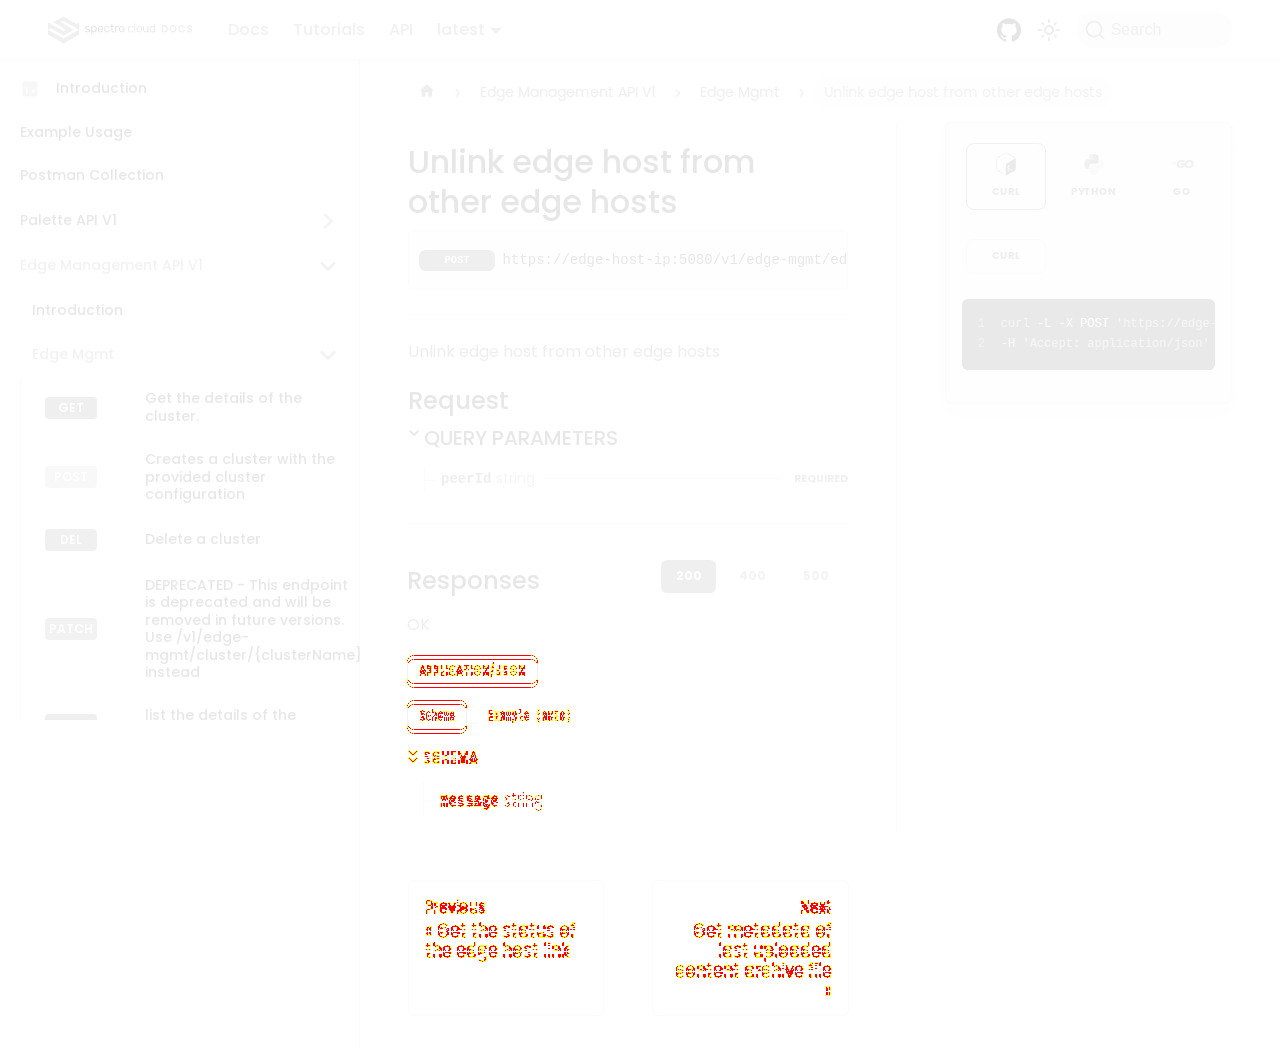 spectro cloud DOCS
Docs
Tutorials
API
latest
Search
Introduction
Example Usage
Postman Collection
Palette API V1
Edge Management API V1
Introduction
Edge Mgmt
GET
Get the details of the
cluster.
POST
Creates a cluster with the
provided cluster
configuration
DEL
Delete a cluster
PATCH
DEPRECATED - This endpoint
is deprecated and will be
removed in future versions.
Use /v1/edge-
mgmt/cluster/{clusterName}
instead
list the details of the
Edge Management API V1
Edge Mgmt
Unlink edge host from other edge hosts
Unlink edge host from
other edge hosts
POST https://edge-host-ip:5080/v1/edge-mgmt/ed
Unlink edge host from other edge hosts
Request
QUERY PARAMETERS
peerId string REQUIRED
Responses
200 400 500
OK
APPLICATION/JSON
Schema Example (auto)
SCHEMA
message string
Previous
« Get the status of
the edge host link
Next
Get metadata of
last uploaded
content archive file
»
CURL PYTHON GO
CURL
1 curl -L -X POST 'https://edge-
2 -H 'Accept: application/json'